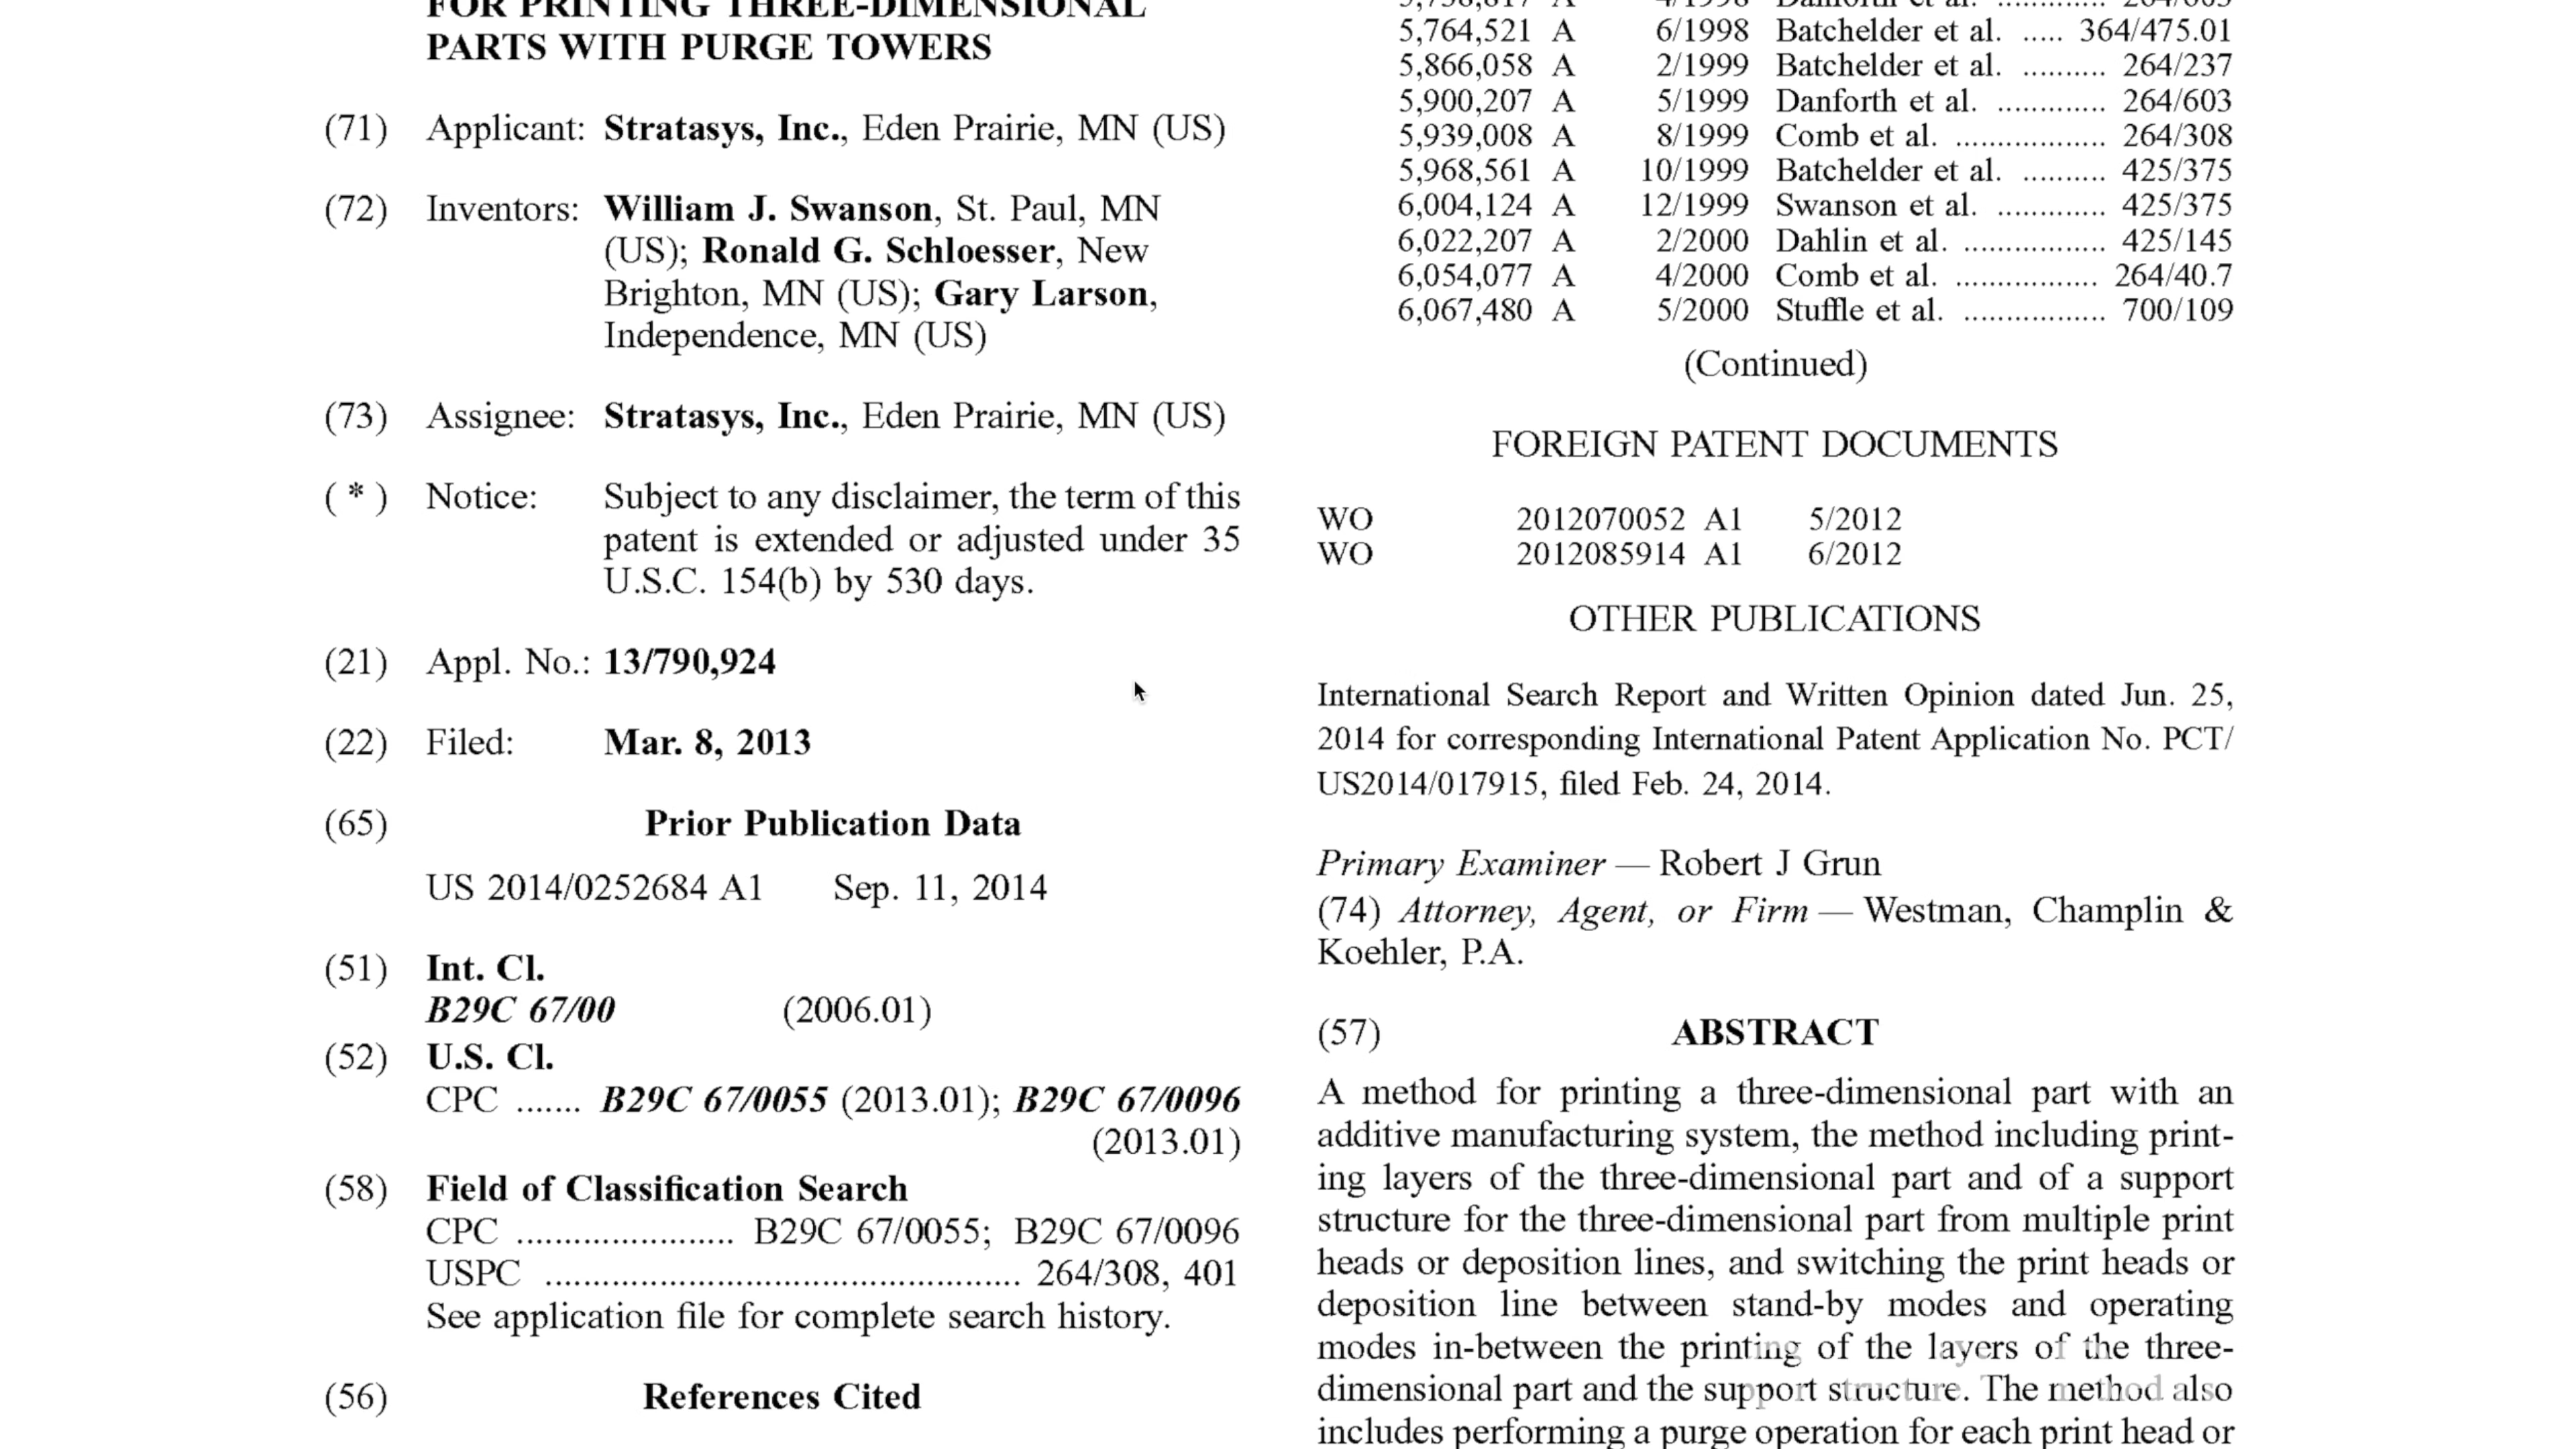 FOR PRINTING THREE-DIMENSIONAL
PARTS WITH PURGE TOWERS
(71) Applicant: Stratasys, Inc., Eden Prairie, MN (US)
(72) Inventors: William J. Swanson, St. Paul, MN
(US); Ronald G. Schloesser, New
Brighton, MN (US); Gary Larson,
Independence, MN (US)
(73) Assignee: Stratasys, Inc., Eden Prairie, MN (US)
( * ) Notice: Subject to any disclaimer, the term of this
patent is extended or adjusted under 35
U.S.C. 154(b) by 530 days.
(21) Appl. No.: 13/790,924
(22) Filed: Mar. 8, 2013
(65) Prior Publication Data
US 2014/0252684 A1 Sep. 11, 2014
(51) Int. Cl.
B29C 67/00 (2006.01)
(52) U.S. Cl.
CPC ....... B29C 67/0055 (2013.01); B29C 67/0096
(2013.01)
(58) Field of Classification Search
CPC ....................... B29C 67/0055; B29C 67/0096
USPC .................................................. 264/308, 401
See application file for complete search history.
(56) References Cited
5,738,817 A 4/1998 Danforth et al. ............ 264/603
5,764,521 A 6/1998 Batchelder et al. ..... 364/475.01
5,866,058 A 2/1999 Batchelder et al. .......... 264/237
5,900,207 A 5/1999 Danforth et al. ............. 264/603
5,939,008 A 8/1999 Comb et al. ................. 264/308
5,968,561 A 10/1999 Batchelder et al. .......... 425/375
6,004,124 A 12/1999 Swanson et al. ............. 425/375
6,022,207 A 2/2000 Dahlin et al. ................ 425/145
6,054,077 A 4/2000 Comb et al. ................ 264/40.7
6,067,480 A 5/2000 Stuffle et al. ................ 700/109
(Continued)
FOREIGN PATENT DOCUMENTS
WO 2012070052 A1 5/2012
WO 2012085914 A1 6/2012
OTHER PUBLICATIONS
International Search Report and Written Opinion dated Jun. 25,
2014 for corresponding International Patent Application No. PCT/
US2014/017915, filed Feb. 24, 2014.
Primary Examiner — Robert J Grun
(74) Attorney, Agent, or Firm — Westman, Champlin &
Koehler, P.A.
(57) ABSTRACT
A method for printing a three-dimensional part with an
additive manufacturing system, the method including print-
ing layers of the three-dimensional part and of a support
structure for the three-dimensional part from multiple print
heads or deposition lines, and switching the print heads or
deposition line between stand-by modes and operating
modes in-between the printing of the layers of the three-
dimensional part and the support structure. The method also
includes performing a purge operation for each print head or